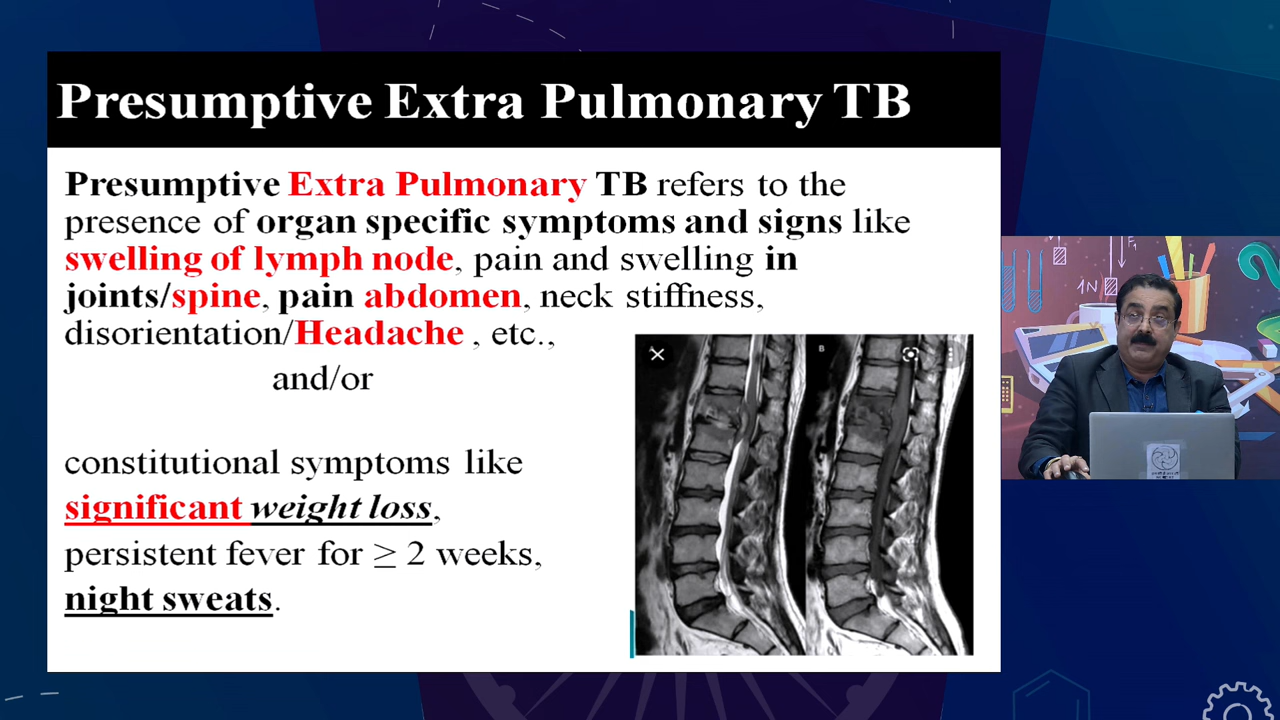 Presumptive Extra Pulmonary TB
Presumptive Extra Pulmonary TB refers to the
presence of organ specific symptoms and signs like
swelling of lymph node, pain and swelling in
joints/spine, pain abdomen, neck stiffness,
disorientation/Headache , etc.,
and/or
constitutional symptoms like
significant weight loss,
persistent fever for ≥ 2 weeks,
night sweats.
B
F₁
1N